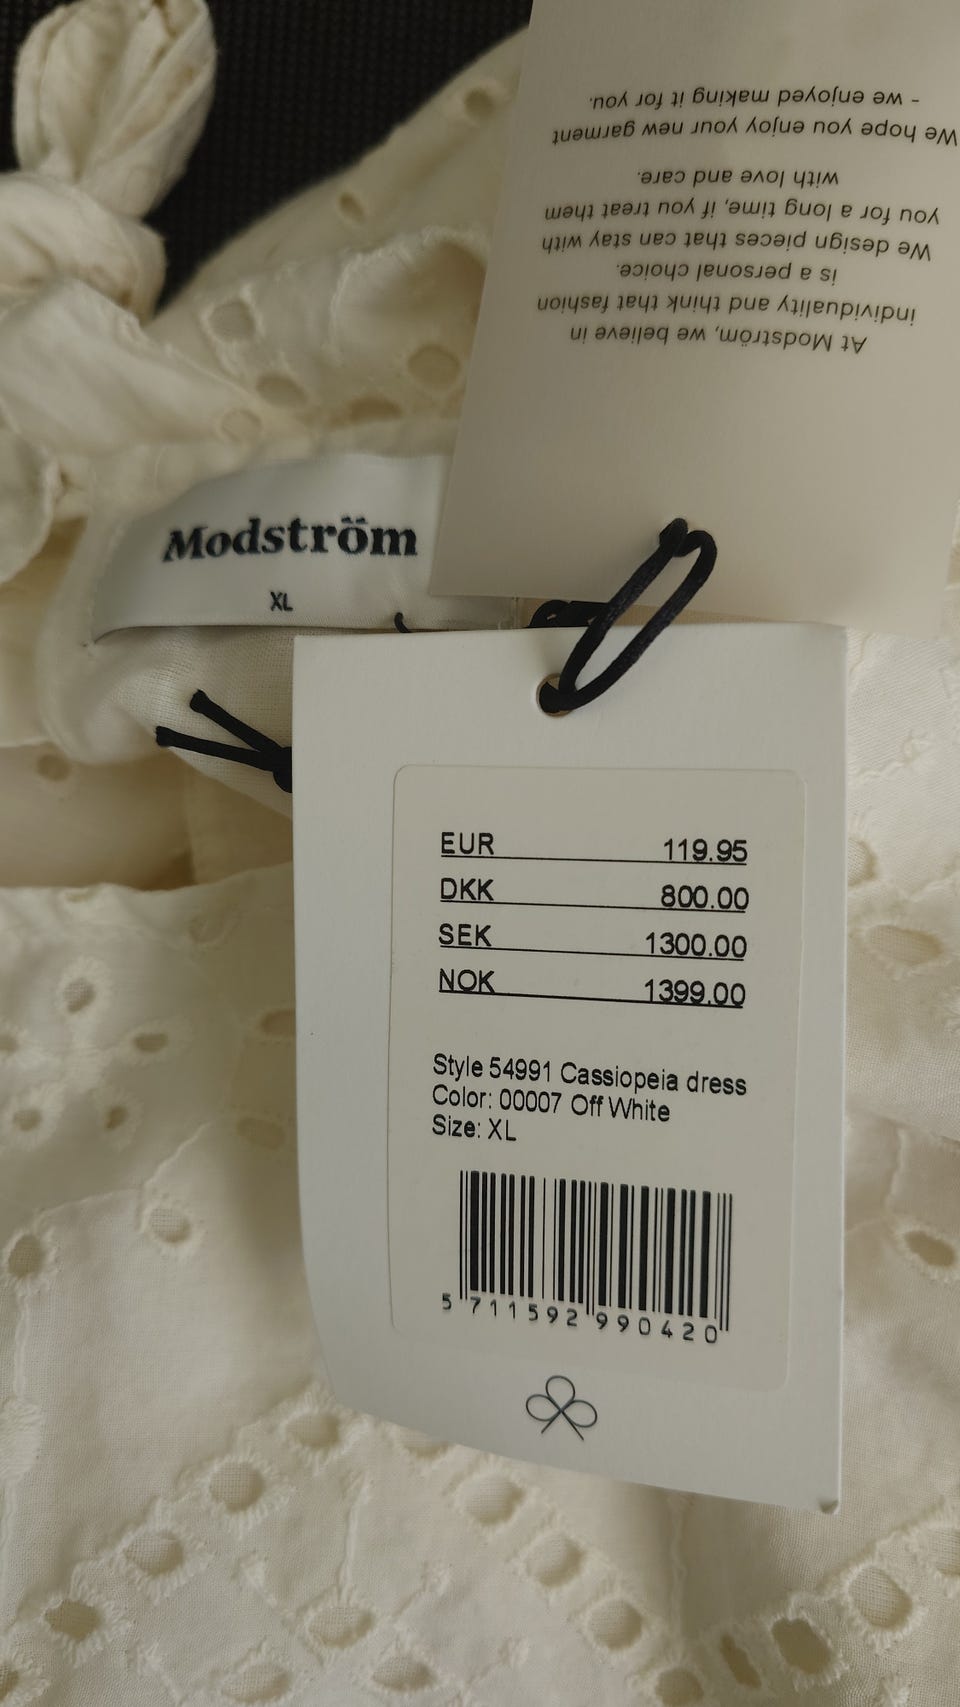 At Modström, we believe in
individuality and think that fashion
is a personal choice.
We design pieces that can stay with
you for a long time, if you treat them
with love and care.
We hope you enjoy your new garment
- we enjoyed making it for you.
Modström
XL
EUR 119.95
DKK 800.00
SEK 1300.00
NOK 1399.00
Style 54991 Cassiopeia dress
Color: 00007 Off White
Size: XL
5 711592 990420